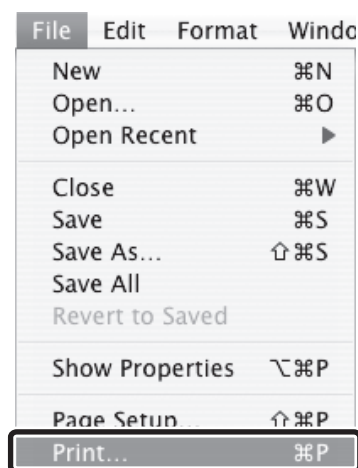 File Edit Format Windo
New ⌘N
Open... ⌘O
Open Recent ▶
Close ⌘W
Save ⌘S
Save As... ⇧⌘S
Save All
Revert to Saved
Show Properties ⌥⌘P
Page Setup... ⇧⌘P
Print... ⌘P